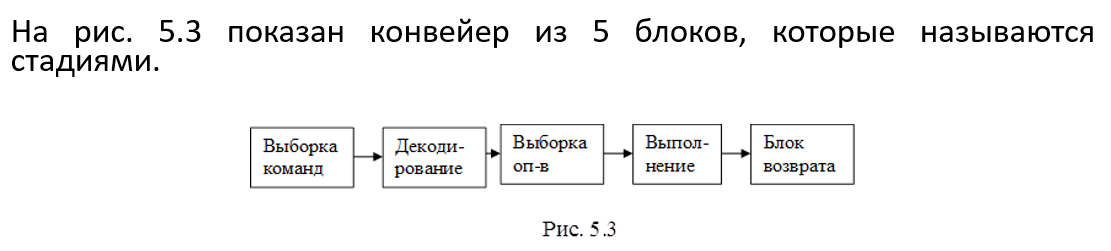 На рис. 5.3 показан конвейер из 5 блоков, которые называются
стадиями.
Выборка
команд
Декоди-
рование
Выборка
оп-в
Выпол-
нение
Блок
возврата
Рис. 5.3